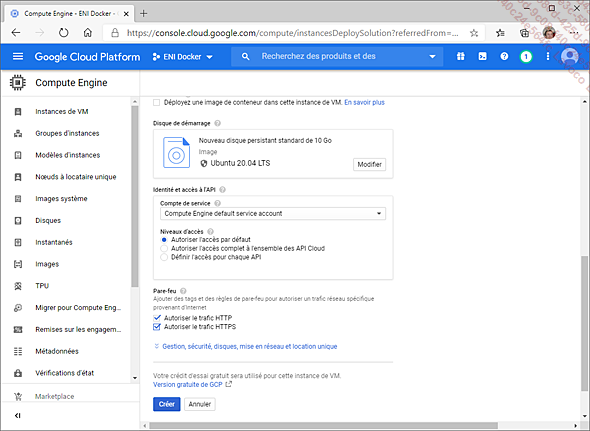 Compute Engine - ENI Docker -
https://console.cloud.google.com/compute/instancesDeploySolution?referredFrom=...
Google Cloud Platform
ENI Docker
Recherchez des produits et des
1
Compute Engine
Instances de VM
Groupes d'instances
Modèles d'instances
Nœuds à locataire unique
Images système
Disques
Instantanés
Images
TPU
Migrer pour Compute Eng...
Remises sur les engagem...
Métadonnées
Vérifications d'état
Marketplace
Déployez une image de conteneur dans cette instance de VM. En savoir plus
Disque de démarrage
Nouveau disque persistant standard de 10 Go
Image
Ubuntu 20.04 LTS
Modifier
Identité et accès à l'API
Compte de service
Compute Engine default service account
Niveaux d'accès
Autoriser l'accès par défaut
Autoriser l'accès complet à l'ensemble des API Cloud
Définir l'accès pour chaque API
Pare-feu
Ajouter des tags et des règles de pare-feu pour autoriser un trafic réseau spécifique
provenant d'Internet
Autoriser le trafic HTTP
Autoriser le trafic HTTPS
Gestion, sécurité, disques, mise en réseau et location unique
Votre crédit d'essai gratuit sera utilisé pour cette instance de VM.
Version gratuite de GCP
Créer
Annuler